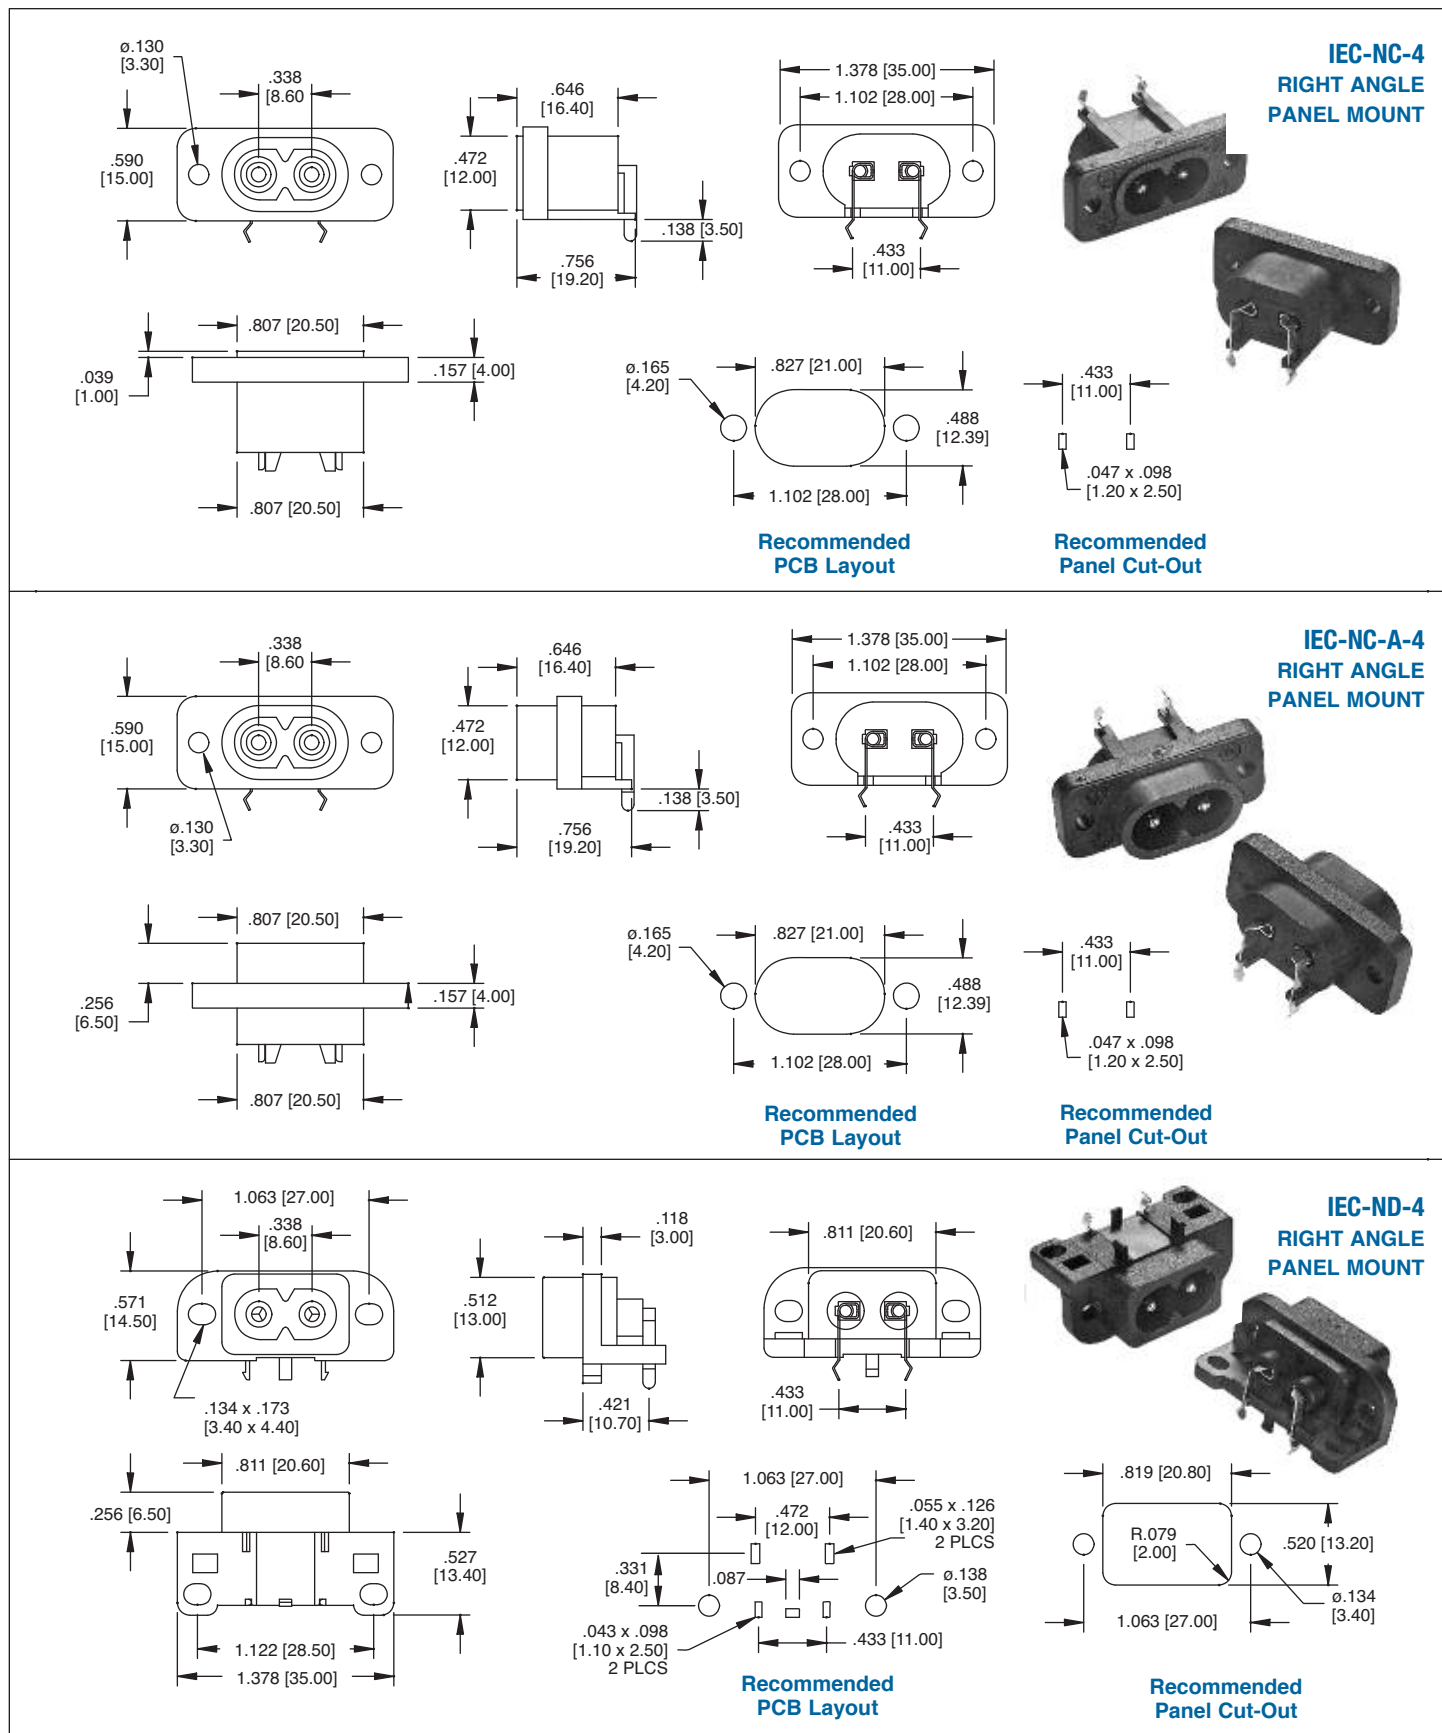 IEC-NC-4
RIGHT ANGLE
PANEL MOUNT
ø.130
[3.30]
.338
[8.60
.590
[15.00]
.646
[16.40]
.472
[12.00]
.138 [3.50]
.756
[19.20]
1.378 [35.00]
1.102 [28.00]
.433
[11.00]
.807 [20.50]
.039
[1.00]
.157 [4.00]
.807 [20.50]
ø.165
[4.20]
.827 [21.00]
.488
[12.39]
1.102 [28.00]
Recommended
PCB Layout
.433
[11.00]
.047 x .098
[1.20 x 2.50]
Recommended
Panel Cut-Out
IEC-NC-A-4
RIGHT ANGLE
PANEL MOUNT
.338
[8.60
.590
[15.00]
ø.130
[3.30]
.646
[16.40]
.472
[12.00]
.138 [3.50]
.756
[19.20]
1.378 [35.00]
1.102 [28.00]
.433
[11.00]
.807 [20.50]
.256
[6.50]
.157 [4.00]
.807 [20.50]
ø.165
[4.20]
.827 [21.00]
.488
[12.39]
1.102 [28.00]
Recommended
PCB Layout
.433
[11.00]
.047 x .098
[1.20 x 2.50]
Recommended
Panel Cut-Out
IEC-ND-4
RIGHT ANGLE
PANEL MOUNT
1.063 [27.00]
.338
[8.60]
.571
[14.50]
.134 x .173
[3.40 x 4.40]
.118
[3.00]
.512
[13.00]
.421
[10.70]
.811 [20.60]
.433
[11.00]
.811 [20.60]
.256 [6.50]
.527
[13.40]
1.122 [28.50]
1.378 [35.00]
1.063 [27.00]
.472
[12.00]
.055 x .126
[1.40 x 3.20]
2 PLCS
.331
[8.40]
.087
ø.138
[3.50]
.043 x .098
[1.10 x 2.50]
2 PLCS
.433 [11.00]
Recommended
PCB Layout
.819 [20.80]
R.079
[2.00]
.520 [13.20]
ø.134
[3.40]
1.063 [27.00]
Recommended
Panel Cut-Out